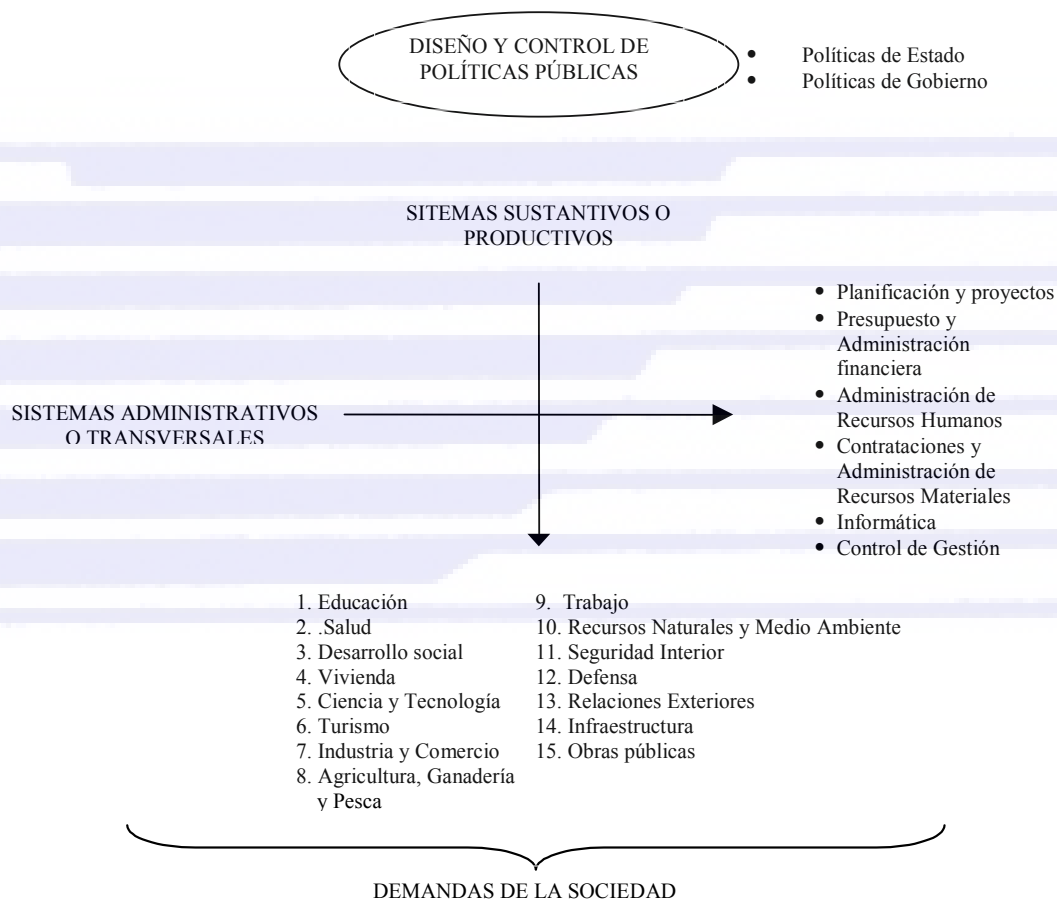 DISEÑO Y CONTROL DE
POLÍTICAS PÚBLICAS
• Políticas de Estado
• Políticas de Gobierno
SITEMAS SUSTANTIVOS O
PRODUCTIVOS
SISTEMAS ADMINISTRATIVOS
O TRANSVERSALES
• Planificación y proyectos
• Presupuesto y
Administración
financiera
• Administración de
Recursos Humanos
• Contrataciones y
Administración de
Recursos Materiales
• Informática
• Control de Gestión
1. Educación
2. .Salud
3. Desarrollo social
4. Vivienda
5. Ciencia y Tecnología
6. Turismo
7. Industria y Comercio
8. Agricultura, Ganadería
y Pesca
9. Trabajo
10. Recursos Naturales y Medio Ambiente
11. Seguridad Interior
12. Defensa
13. Relaciones Exteriores
14. Infraestructura
15. Obras públicas
DEMANDAS DE LA SOCIEDAD